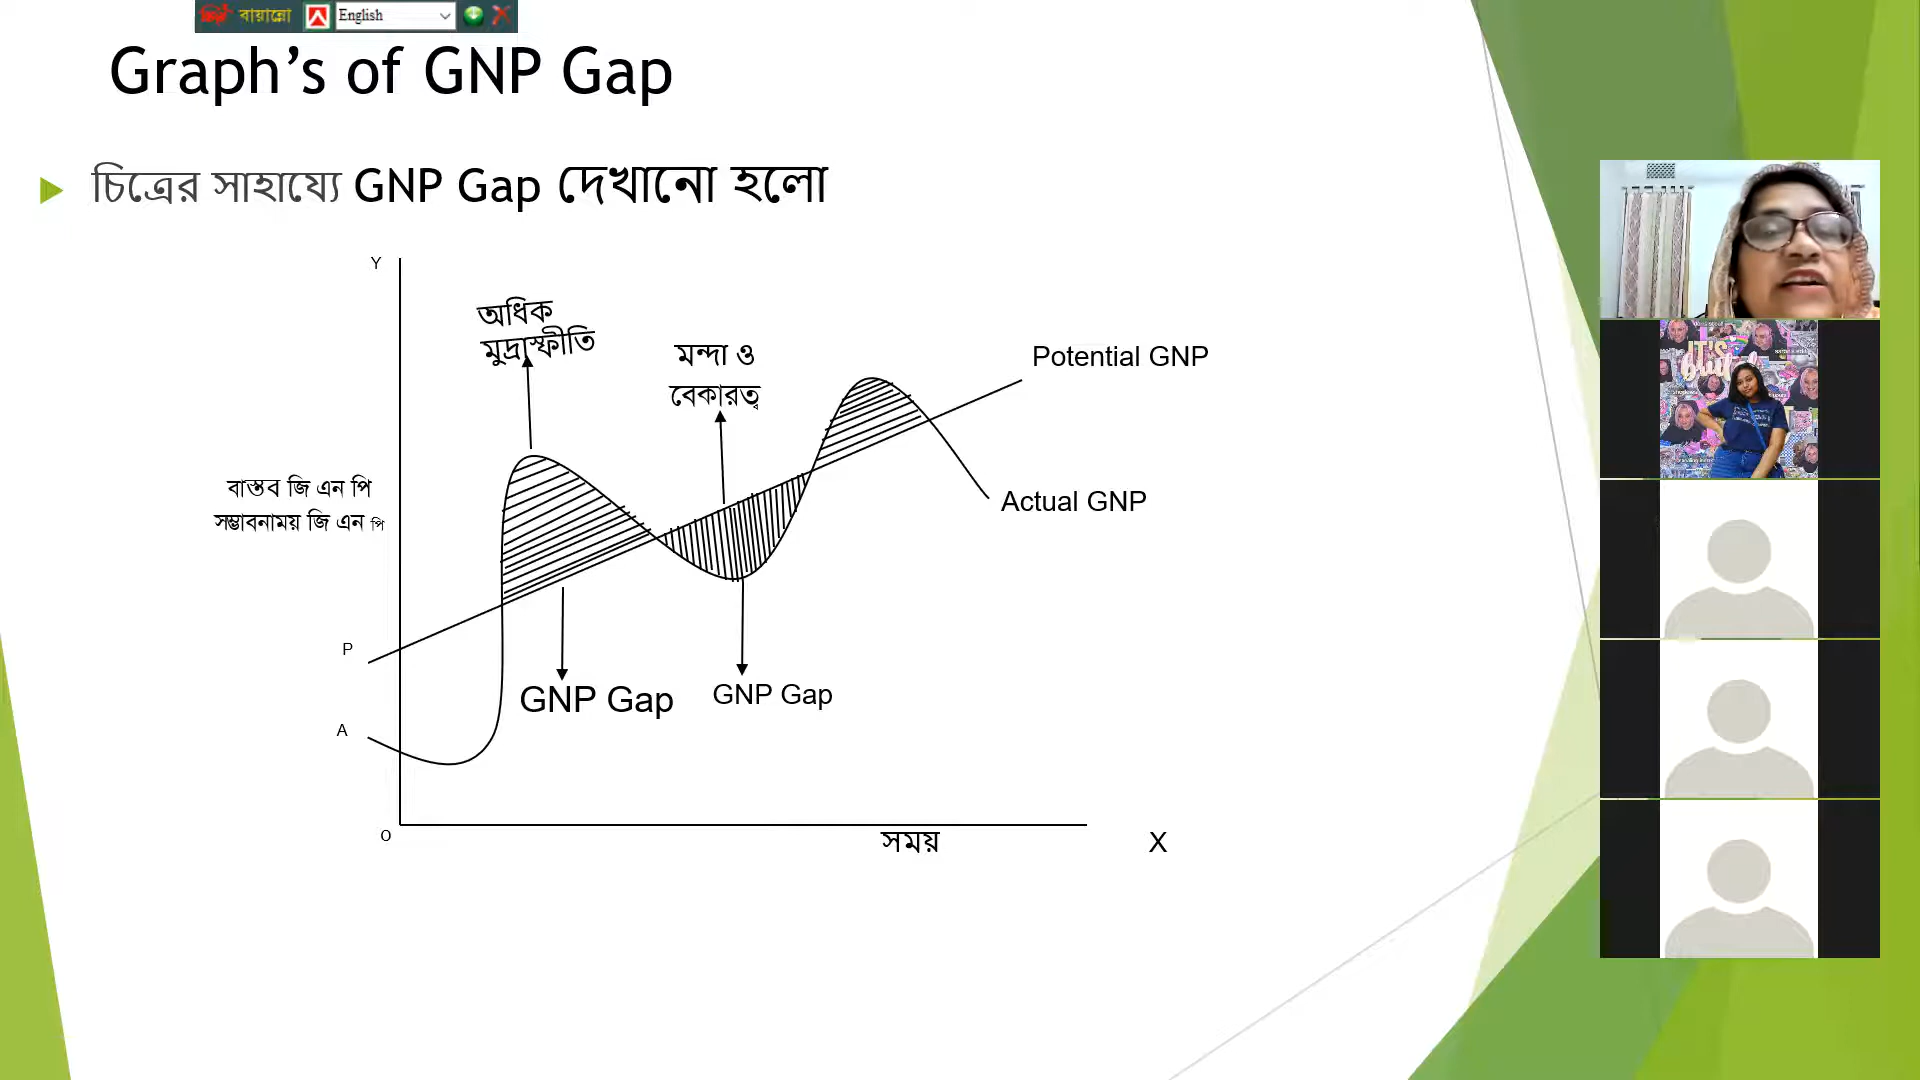 বায়ান্নো English
Graph’s of GNP Gap
চিত্রের সাহায্যে GNP Gap দেখানো হলো
Y
অধিক
মুদ্রাস্ফীতি
মন্দা ও
বেকারত্ব
Potential GNP
বাস্তব জি এন পি
সম্ভাবনাময় জি এন পি
Actual GNP
P
GNP Gap
GNP Gap
A
O
সময়
X
IT'S